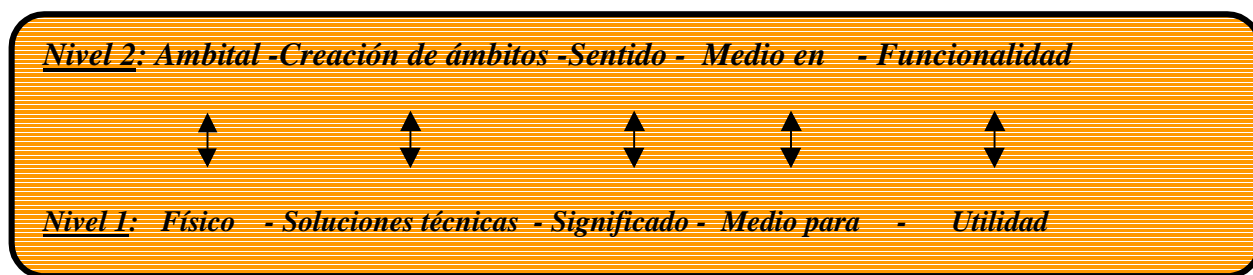 Nivel 2: Ambital -Creación de ámbitos -Sentido - Medio en - Funcionalidad
Nivel 1: Físico - Soluciones técnicas - Significado - Medio para - Utilidad